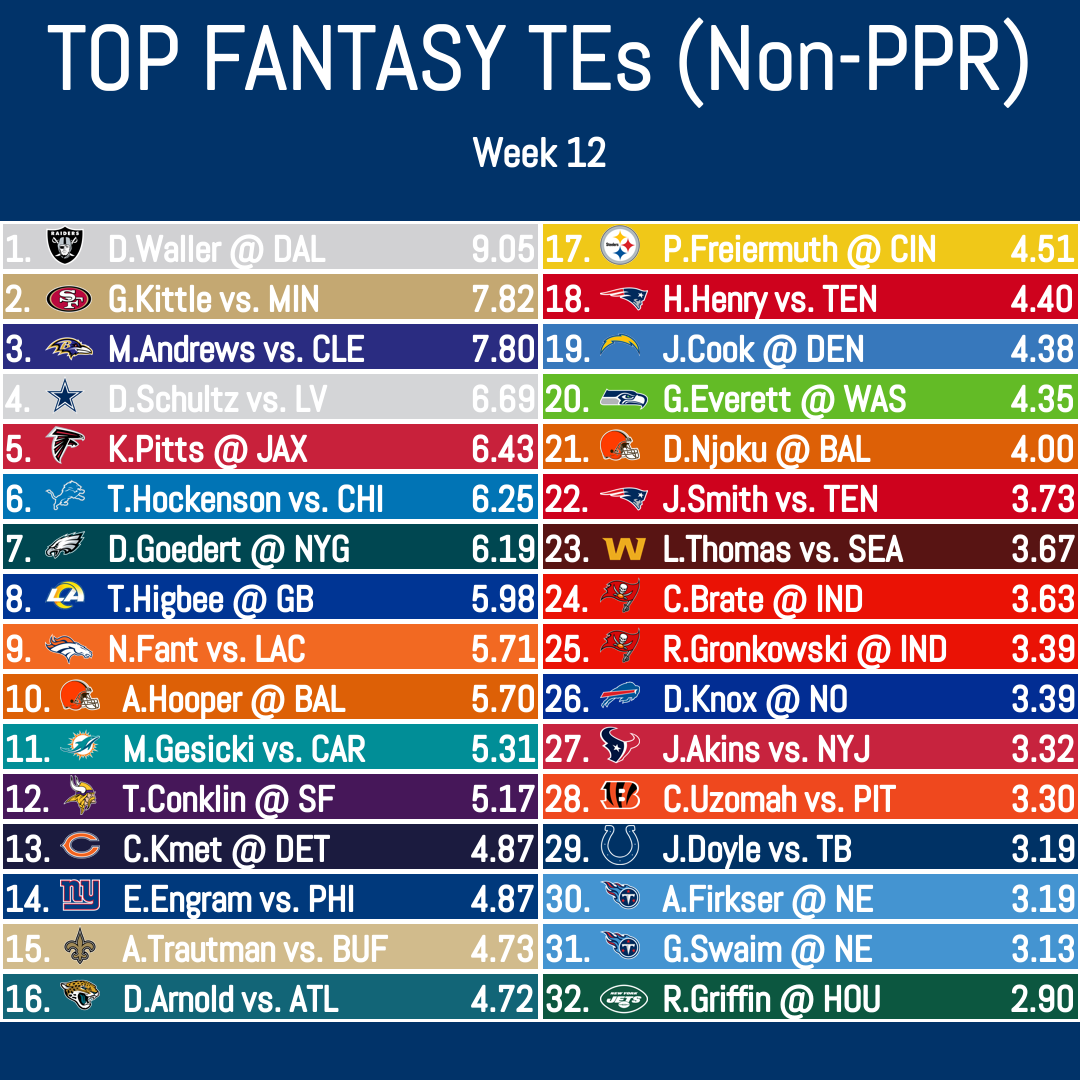 TOP FANTASY TEs (Non-PPR)
Week 12
1. RAIDERS D.Waller @ DAL 9.05
2. SF G.Kittle vs. MIN 7.82
3. M.Andrews vs. CLE 7.80
4. D.Schultz vs. LV 6.69
5. K.Pitts @ JAX 6.43
6. T.Hockenson vs. CHI 6.25
7. D.Goedert @ NYG 6.19
8. LA T.Higbee @ GB 5.98
9. N.Fant vs. LAC 5.71
10. A.Hooper @ BAL 5.70
11. M.Gesicki vs. CAR 5.31
12. T.Conklin @ SF 5.17
13. C C.Kmet @ DET 4.87
14. ny E.Engram vs. PHI 4.87
15. A.Trautman vs. BUF 4.73
16. D.Arnold vs. ATL 4.72
17. Steelers P.Freiermuth @ CIN 4.51
18. H.Henry vs. TEN 4.40
19. J.Cook @ DEN 4.38
20. G.Everett @ WAS 4.35
21. D.Njoku @ BAL 4.00
22. J.Smith vs. TEN 3.73
23. W L.Thomas vs. SEA 3.67
24. C.Brate @ IND 3.63
25. R.Gronkowski @ IND 3.39
26. D.Knox @ NO 3.39
27. J.Akins vs. NYJ 3.32
28. C.Uzomah vs. PIT 3.30
29. J.Doyle vs. TB 3.19
30. T A.Firkser @ NE 3.19
31. T G.Swaim @ NE 3.13
32. NEW YORK JETS R.Griffin @ HOU 2.90